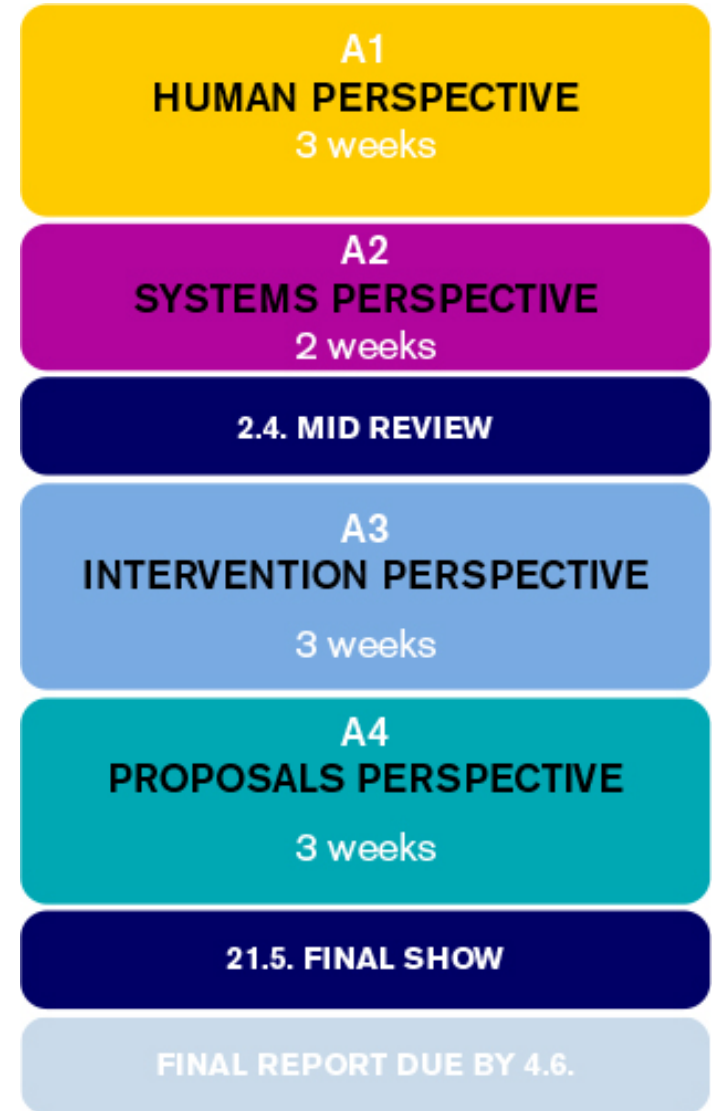 A1
HUMAN PERSPECTIVE
3 weeks
A2
SYSTEMS PERSPECTIVE
2 weeks
2.4. MID REVIEW
A3
INTERVENTION PERSPECTIVE
3 weeks
A4
PROPOSALS PERSPECTIVE
3 weeks
21.5. FINAL SHOW
FINAL REPORT DUE BY 4.6.